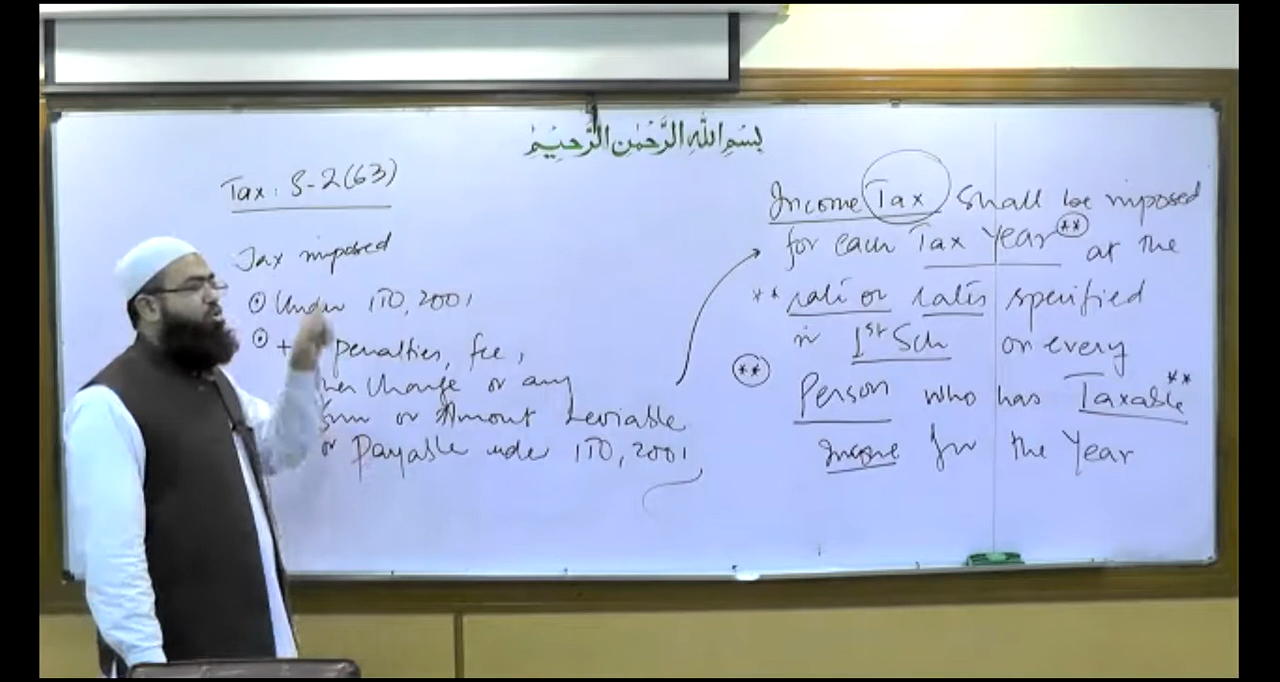 بِسْمِ اللهِ الرَّحْمٰنِ الرَّحِيْمِ
Tax : S-2(63)
Tax imposed
⊙ Under ITO, 2001
⊙ + penalties, fee,
Charge or any
Sum or Amount Leviable
or Payable under ITO, 2001
Income Tax shall be imposed
for each Tax Year ** at the
** rate or rates specified
in 1st Sch on every
** Person who has Taxable **
Income for the Year